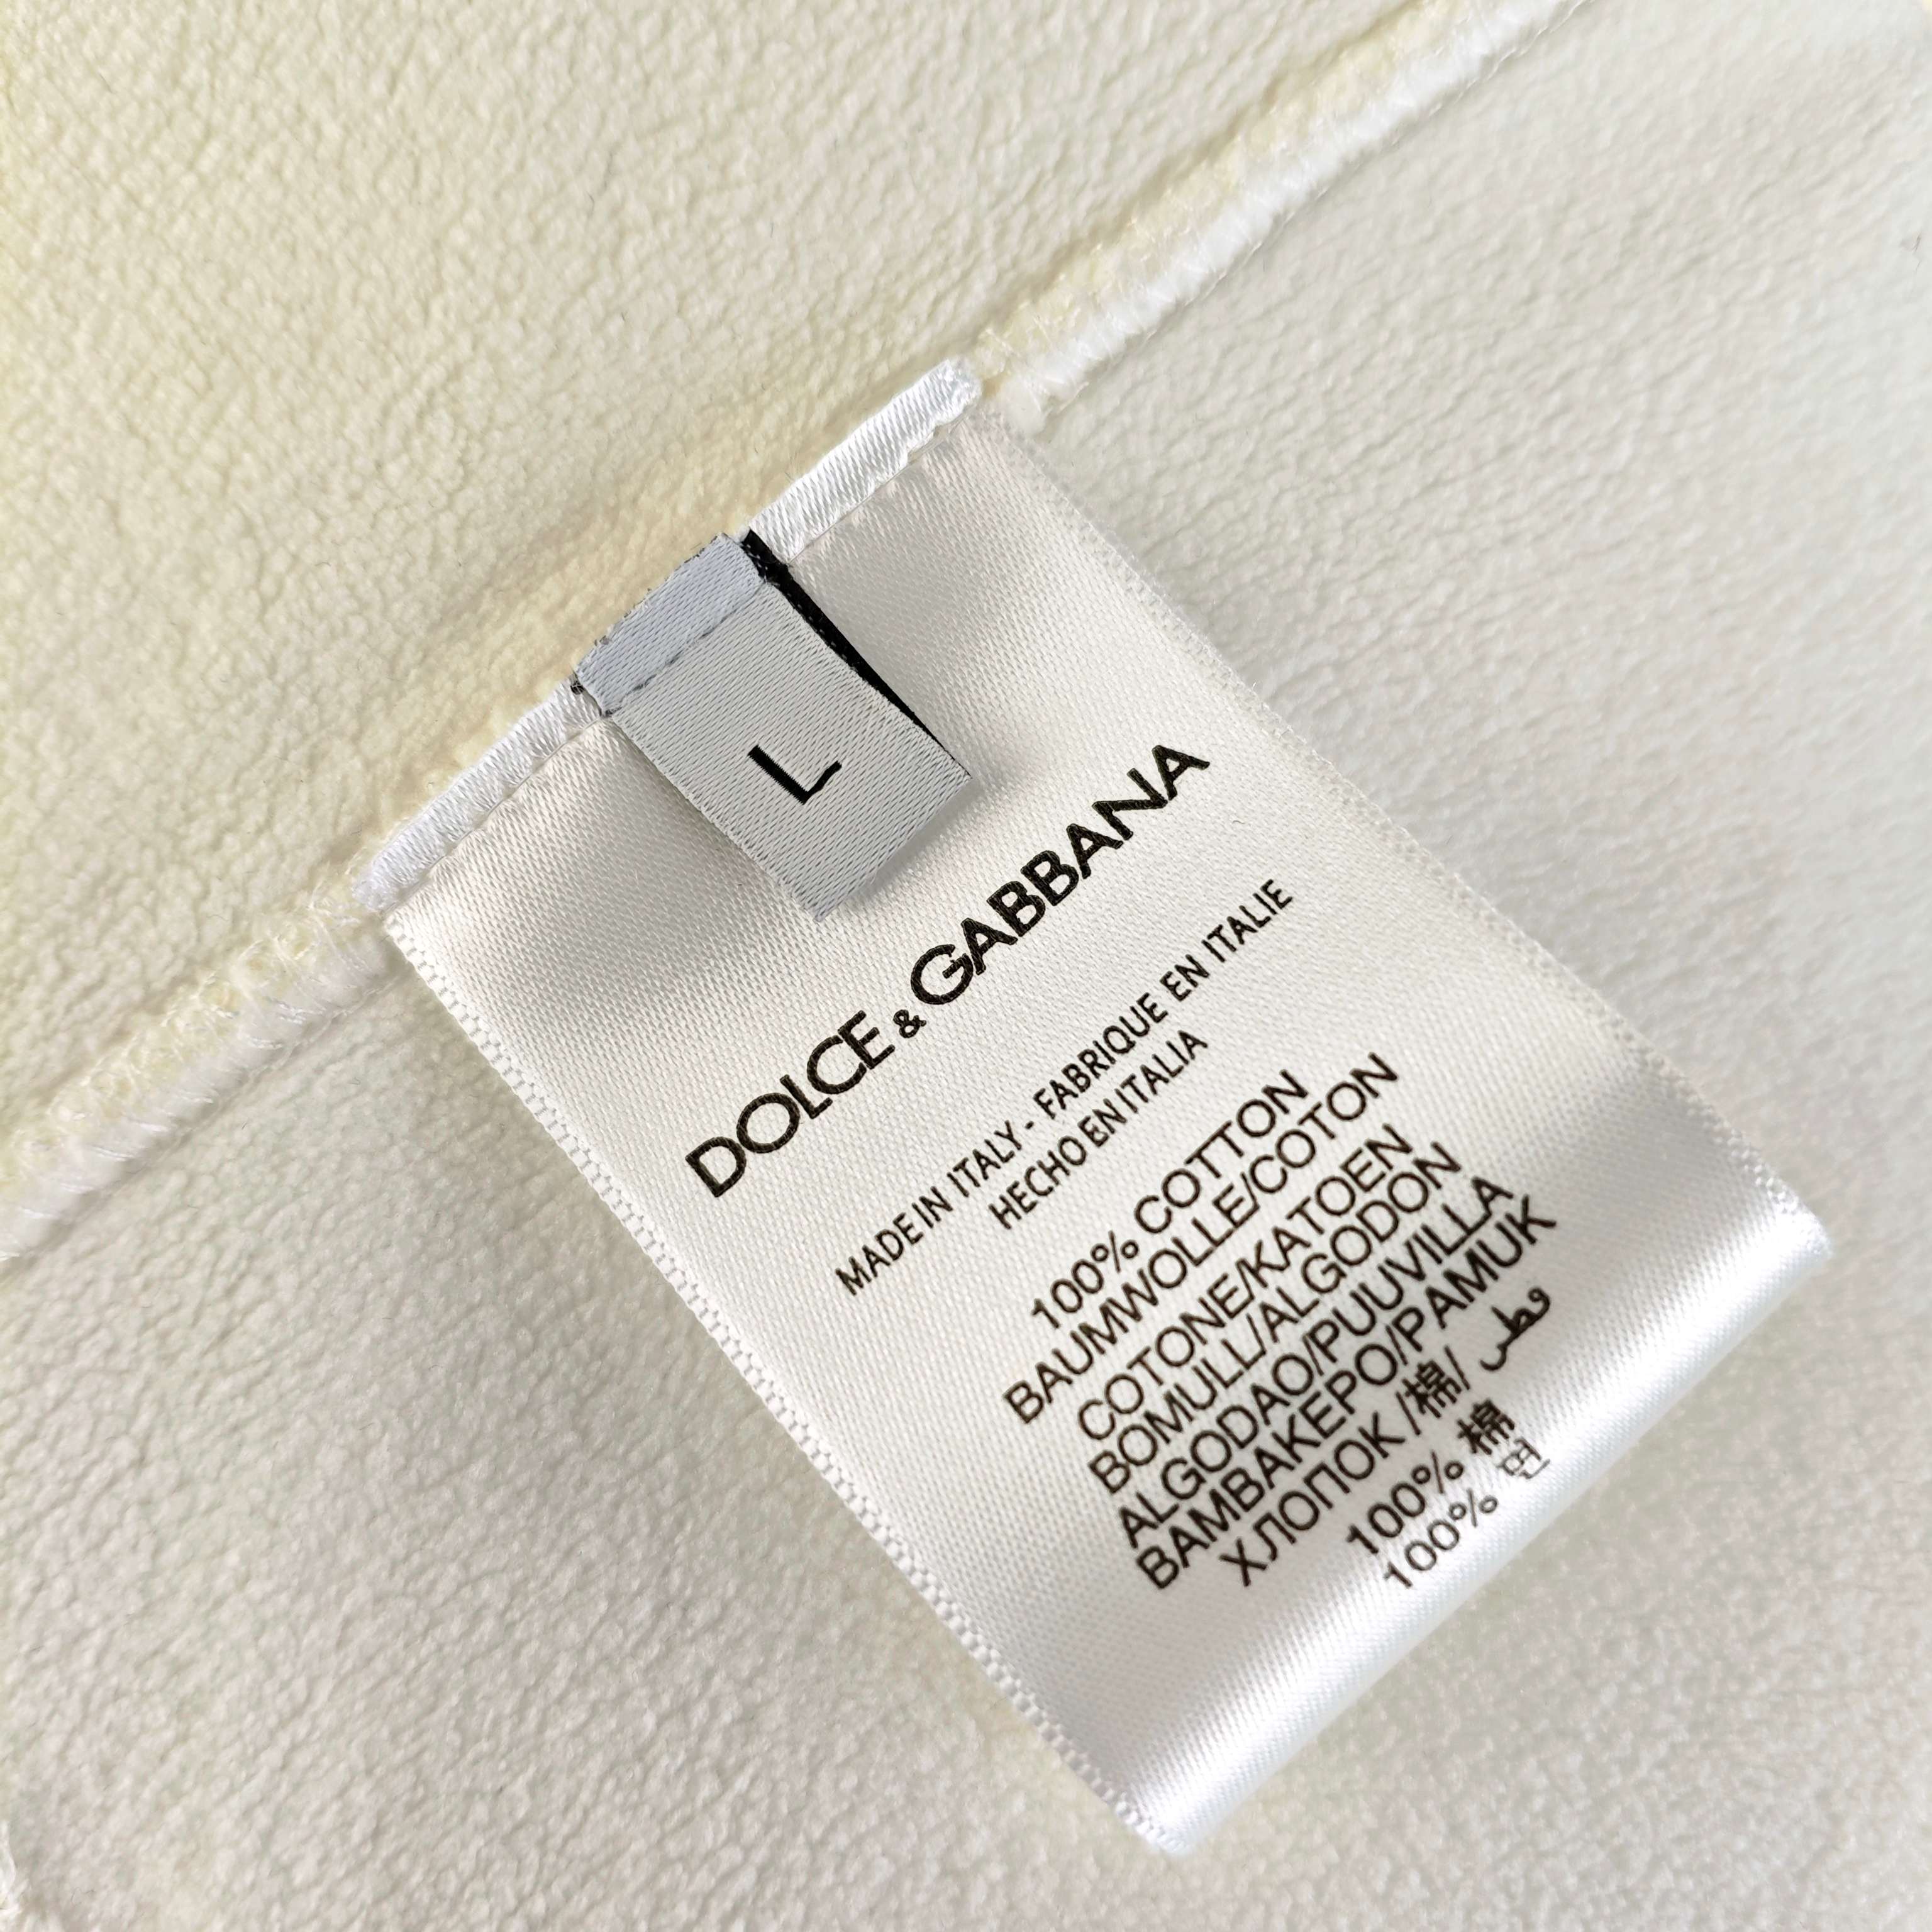 L
DOLCE & GABBANA
MADE IN ITALY - FABRIQUE EN ITALIE
HECHO EN ITALIA
100% COTTON
BAUMWOLLE/COTON
COTONE/KATOEN
BOMULL/ALGODON
ALGODAO/PUUVILLA
BAMBAKEPO/PAMUK
ХЛОПОК /棉/ قطن
100% 棉
100% 면